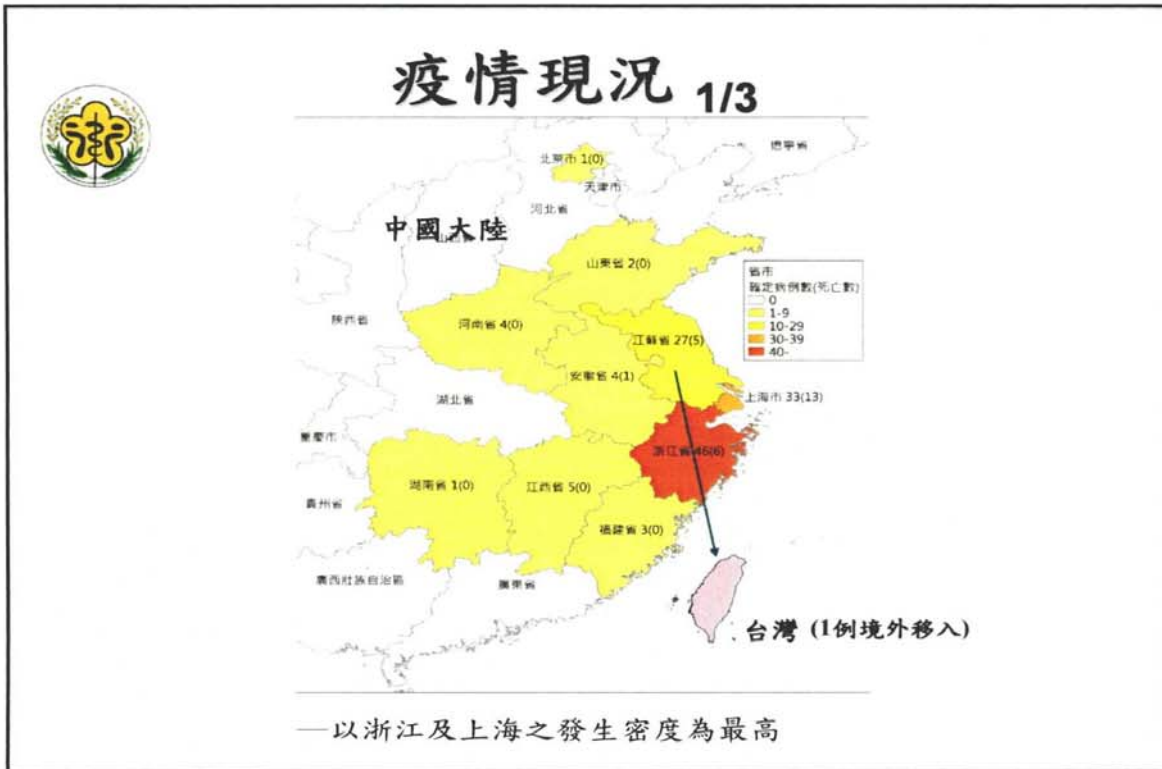 疫情現況 1/3
北京市 1(0)
遼寧省
天津市
河北省
中國大陸
山東省 2(0)
省市
確定病例數(死亡數)
0
1-9
10-29
30-39
40-
陝西省
河南省 4(0)
江蘇省 27(5)
安徽省 4(1)
上海市 33(13)
湖北省
重慶市
浙江省 46(6)
湖南省 1(0)
江西省 5(0)
貴州省
福建省 3(0)
廣西壯族自治區
廣東省
台灣 (1例境外移入)
—以浙江及上海之發生密度為最高